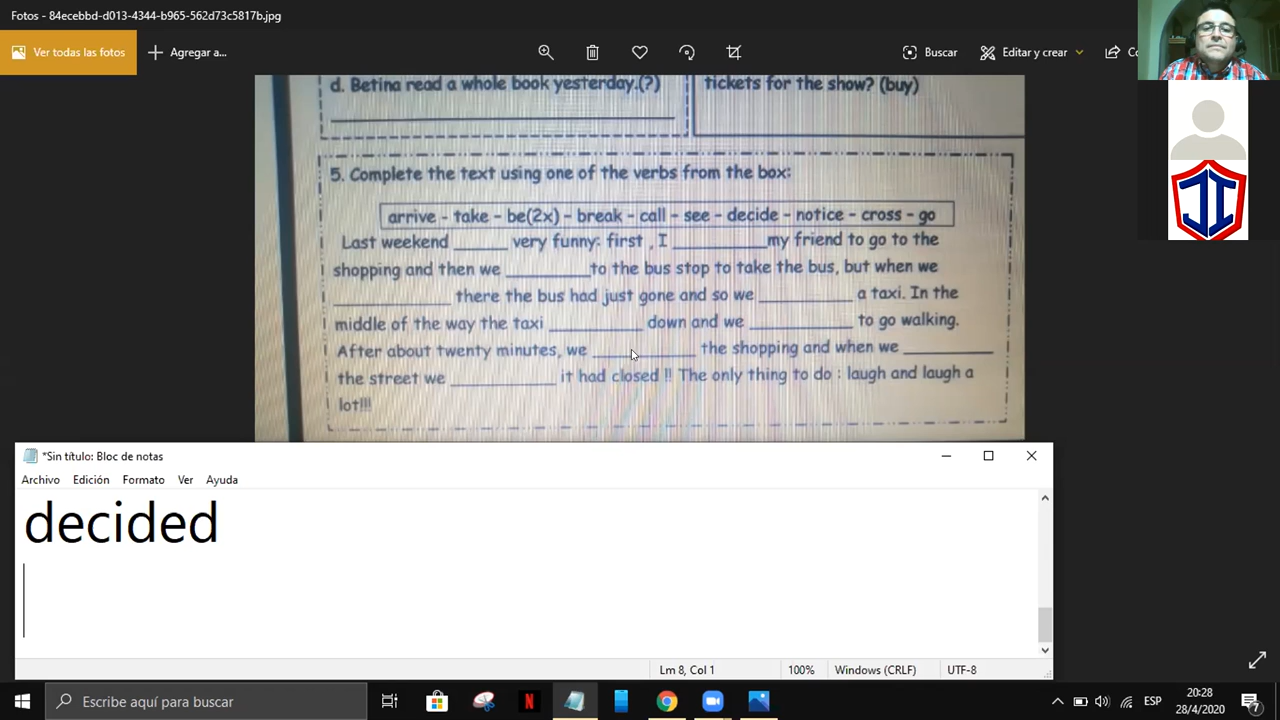 Fotos - 84ecebbd-d013-4344-b965-562d73c5817b.jpg
Ver todas las fotos
Agregar a...
Buscar
Editar y crear
d. Betina read a whole book yesterday.(?)
tickets for the show? (buy)
5. Complete the text using one of the verbs from the box:
arrive - take - be(2x) - break - call - see - decide - notice - cross - go
Last weekend ______ very funny: first , I __________my friend to go to the
shopping and then we _________to the bus stop to take the bus, but when we
____________ there the bus had just gone and so we __________ a taxi. In the
middle of the way the taxi __________ down and we ___________ to go walking.
After about twenty minutes, we ___________ the shopping and when we __________
the street we ___________ it had closed !! The only thing to do : laugh and laugh a
lot!!!
*Sin título: Bloc de notas
Archivo Edición Formato Ver Ayuda
decided
Lm 8, Col 1 100% Windows (CRLF) UTF-8
Escribe aquí para buscar
ESP
20:28
28/4/2020